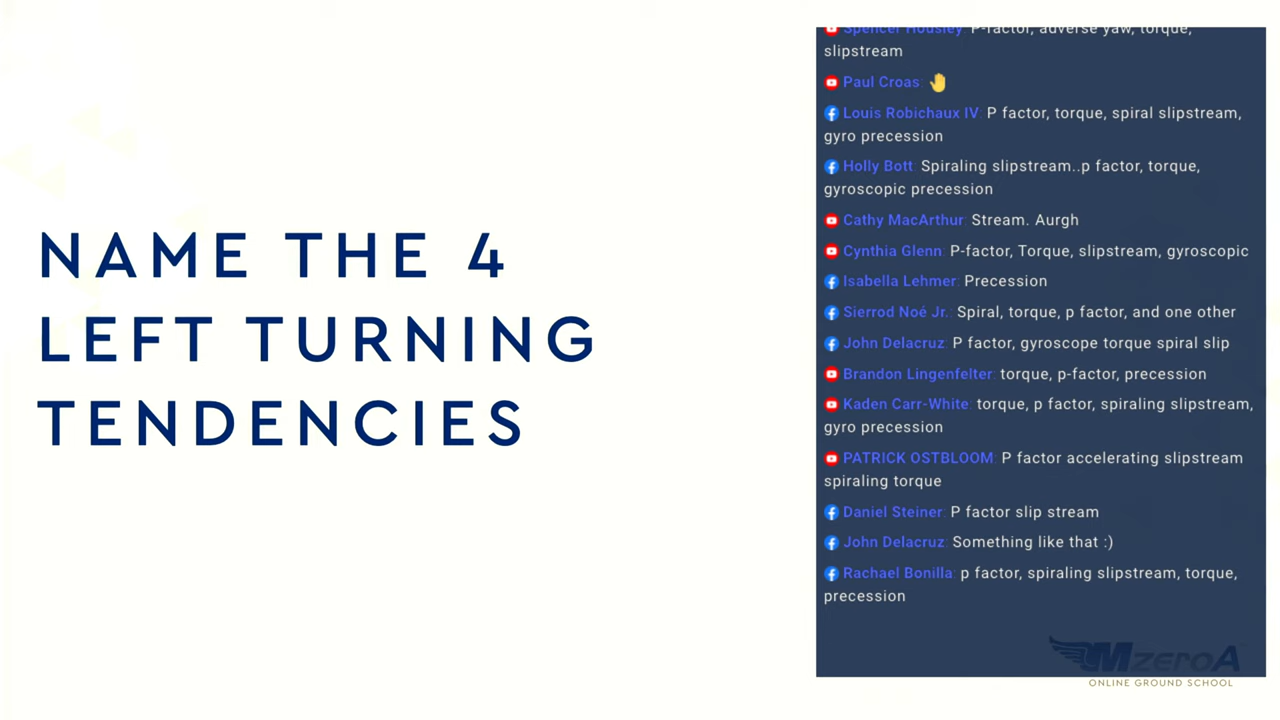 NAME THE 4
LEFT TURNING
TENDENCIES
Spencer Housley: P-factor, adverse yaw, torque,
slipstream
Paul Croas: 🤚
Louis Robichaux IV: P factor, torque, spiral slipstream,
gyro precession
Holly Bott: Spiraling slipstream..p factor, torque,
gyroscopic precession
Cathy MacArthur: Stream. Aurgh
Cynthia Glenn: P-factor, Torque, slipstream, gyroscopic
Isabella Lehmer: Precession
Sierrod Noé Jr.: Spiral, torque, p factor, and one other
John Delacruz: P factor, gyroscope torque spiral slip
Brandon Lingenfelter: torque, p-factor, precession
Kaden Carr-White: torque, p factor, spiraling slipstream,
gyro precession
PATRICK OSTBLOOM: P factor accelerating slipstream
spiraling torque
Daniel Steiner: P factor slip stream
John Delacruz: Something like that :)
Rachael Bonilla: p factor, spiraling slipstream, torque,
precession
MzeroA
ONLINE GROUND SCHOOL